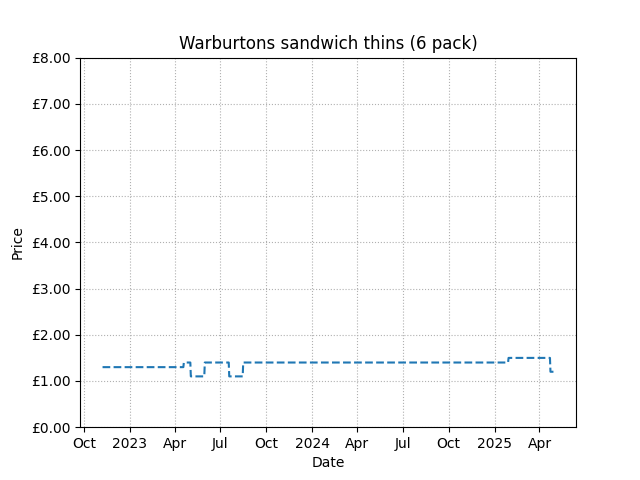 Warburtons sandwich thins (6 pack)
£8.00
£7.00
£6.00
£5.00
£4.00
£3.00
£2.00
£1.00
£0.00
Price
Oct 2023 Apr Jul Oct 2024 Apr Jul Oct 2025 Apr
Date